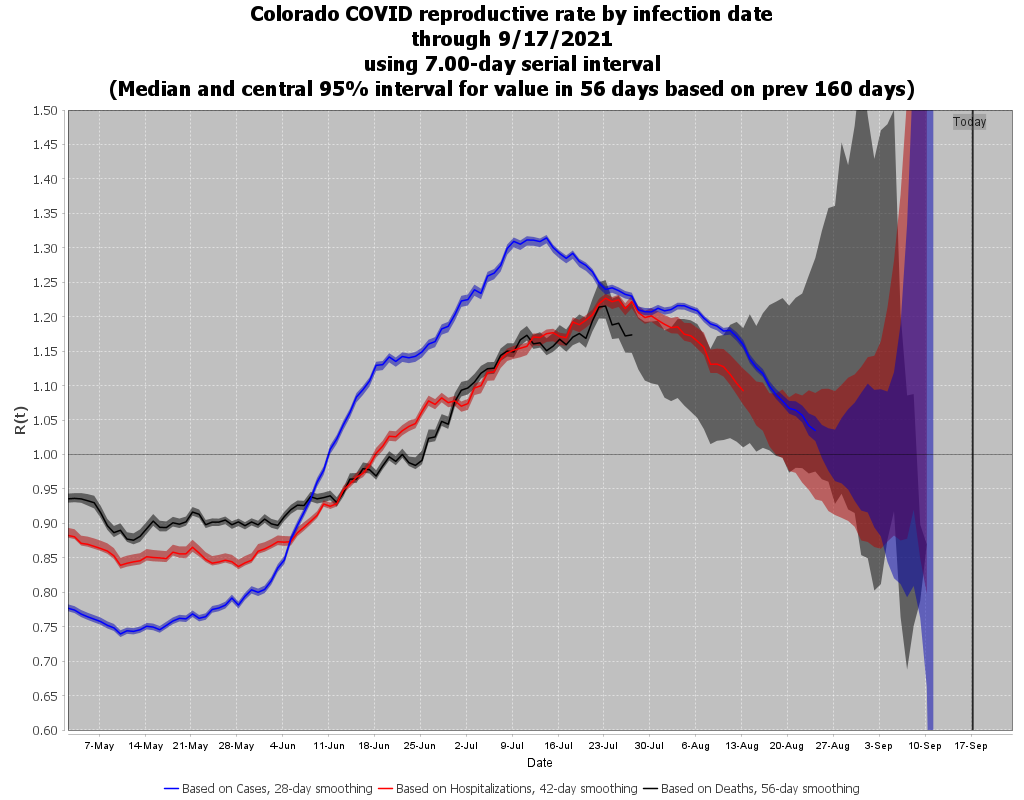 Colorado COVID reproductive rate by infection date
through 9/17/2021
using 7.00-day serial interval
(Median and central 95% interval for value in 56 days based on prev 160 days)
1.50
Today
1.45
1.40
1.35
1.30
1.25
1.20
1.15
1.10
1.05
1.00
0.95
0.90
0.85
0.80
0.75
0.70
0.65
0.60
R(t)
7-May 14-May 21-May 28-May 4-Jun 11-Jun 18-Jun 25-Jun 2-Jul 9-Jul 16-Jul 23-Jul 30-Jul 6-Aug 13-Aug 20-Aug 27-Aug 3-Sep 10-Sep 17-Sep
Date
Based on Cases, 28-day smoothing Based on Hospitalizations, 42-day smoothing Based on Deaths, 56-day smoothing